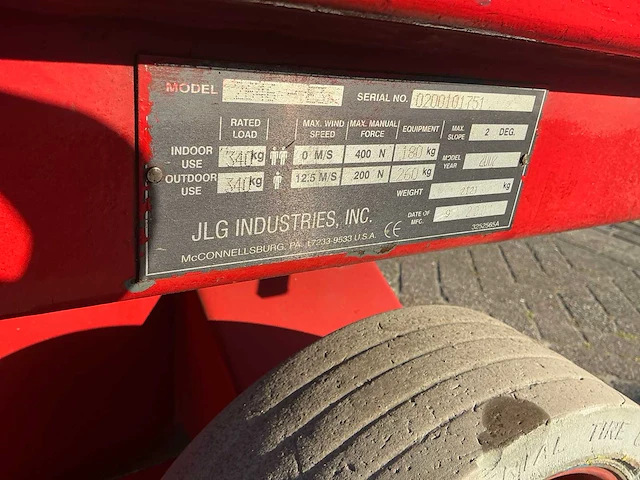 MODEL SERIAL NO. 0200101751
RATED LOAD MAX. WIND SPEED MAX. MANUAL FORCE EQUIPMENT MAX. SLOPE 2 DEG.
INDOOR USE 340 kg 0 M/S 400 N 180 kg MODEL YEAR
OUTDOOR USE 340 kg 12.5 M/S 200 N 260 kg WEIGHT kg
JLG INDUSTRIES, INC. CE DATE OF MFG.
McCONNELLSBURG, PA. 17233-9533 U.S.A. 3252565A
TIRE